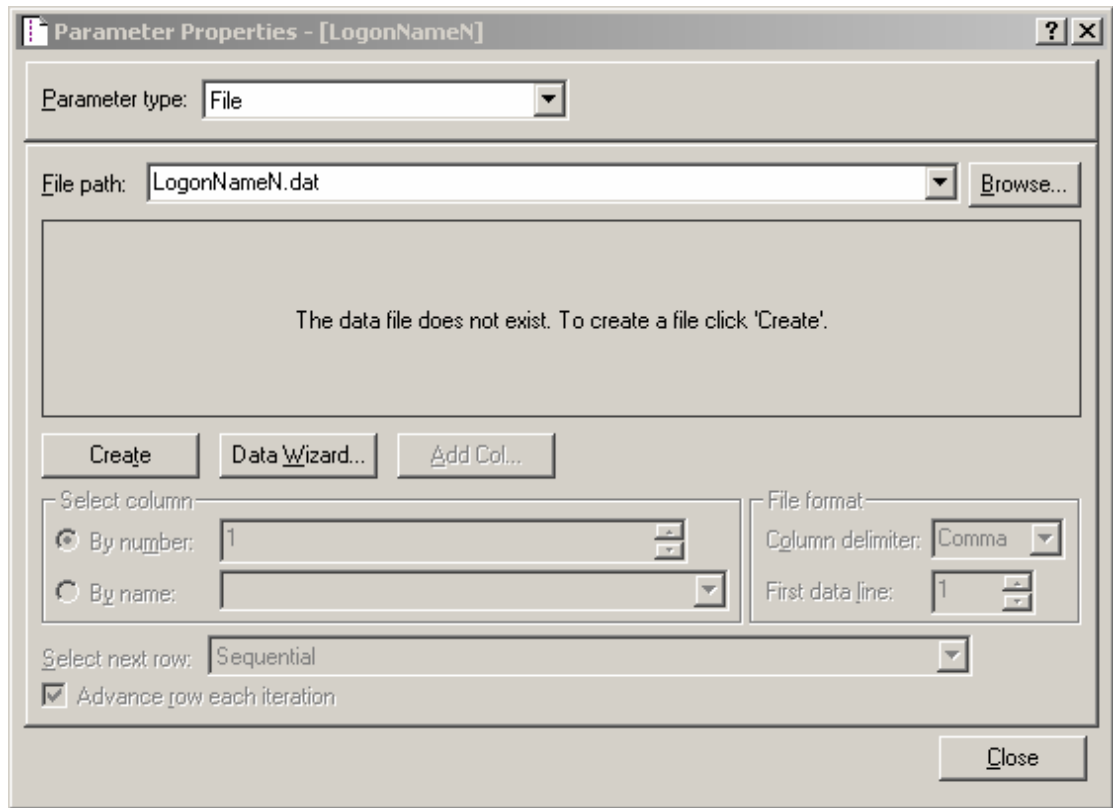 Parameter Properties - [LogonNameN]
Parameter type: File
File path: LogonNameN.dat Browse...
The data file does not exist. To create a file click 'Create'.
Create Data Wizard... Add Col...
Select column File format
By number: 1 Column delimiter: Comma
By name: First data line: 1
Select next row: Sequential
Advance row each iteration
Close